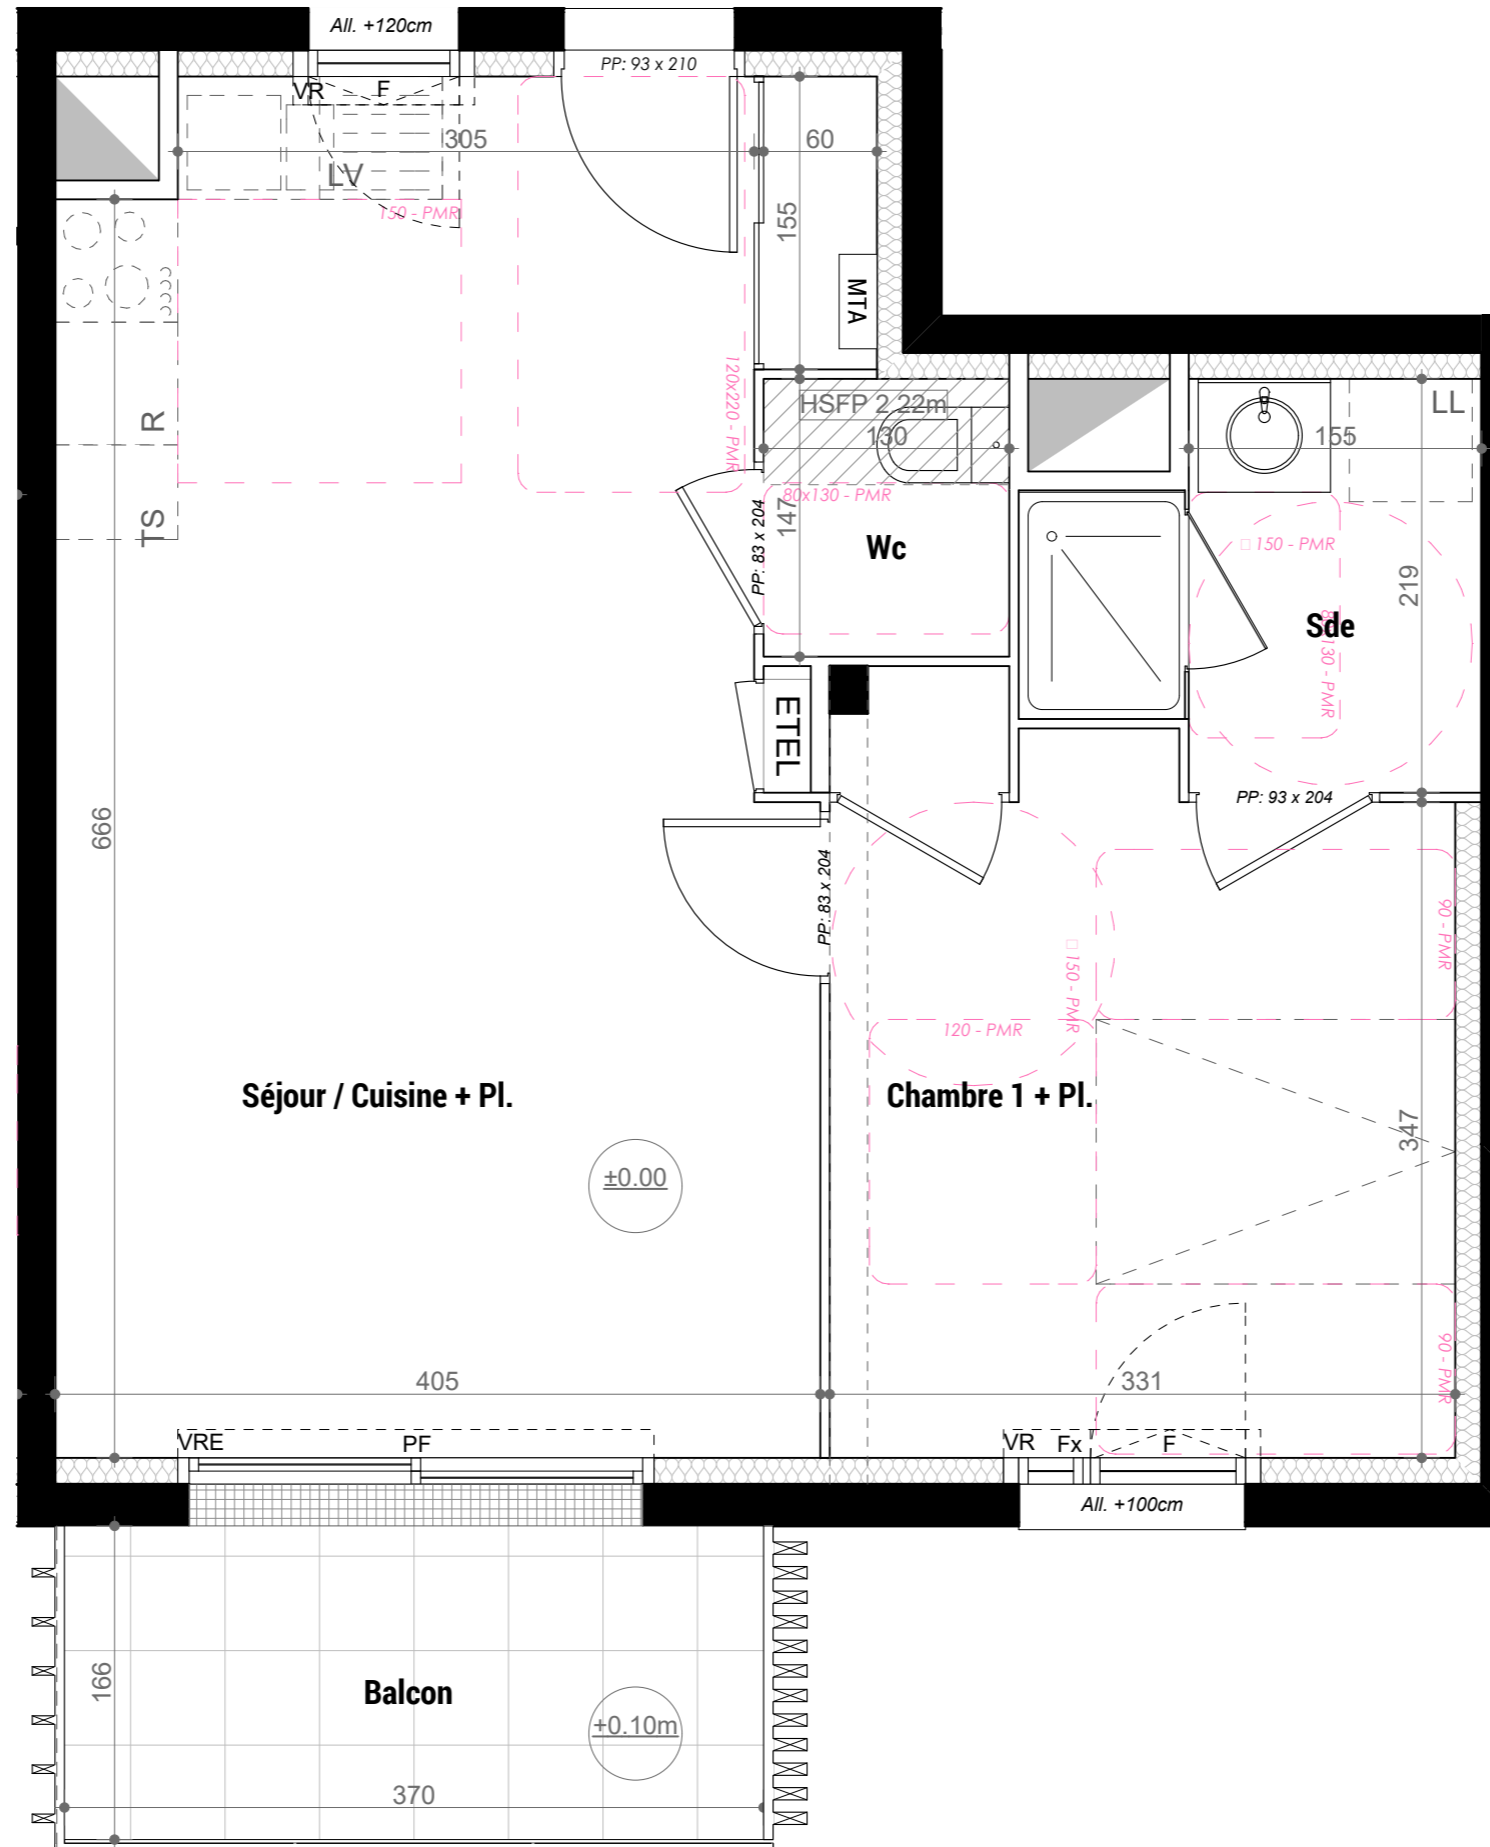 All. +120cm
PP: 93 x 210
VR
F
305
60
LV
150 - PMR
155
MTA
120x220 - PMR
HSFP 2.22m
130
LL
155
R
80x130 - PMR
147
PP: 83 x 204
TS
Wc
□ 150 - PMR
219
Sde
80x130 - PMR
ETEL
PP: 93 x 204
666
PP: 83 x 204
90 - PMR
□ 150 - PMR
120 - PMR
Séjour / Cuisine + Pl.
Chambre 1 + Pl.
347
±0.00
405
331
90 - PMR
VRE
PF
VR
Fx
F
All. +100cm
166
Balcon
+0.10m
370